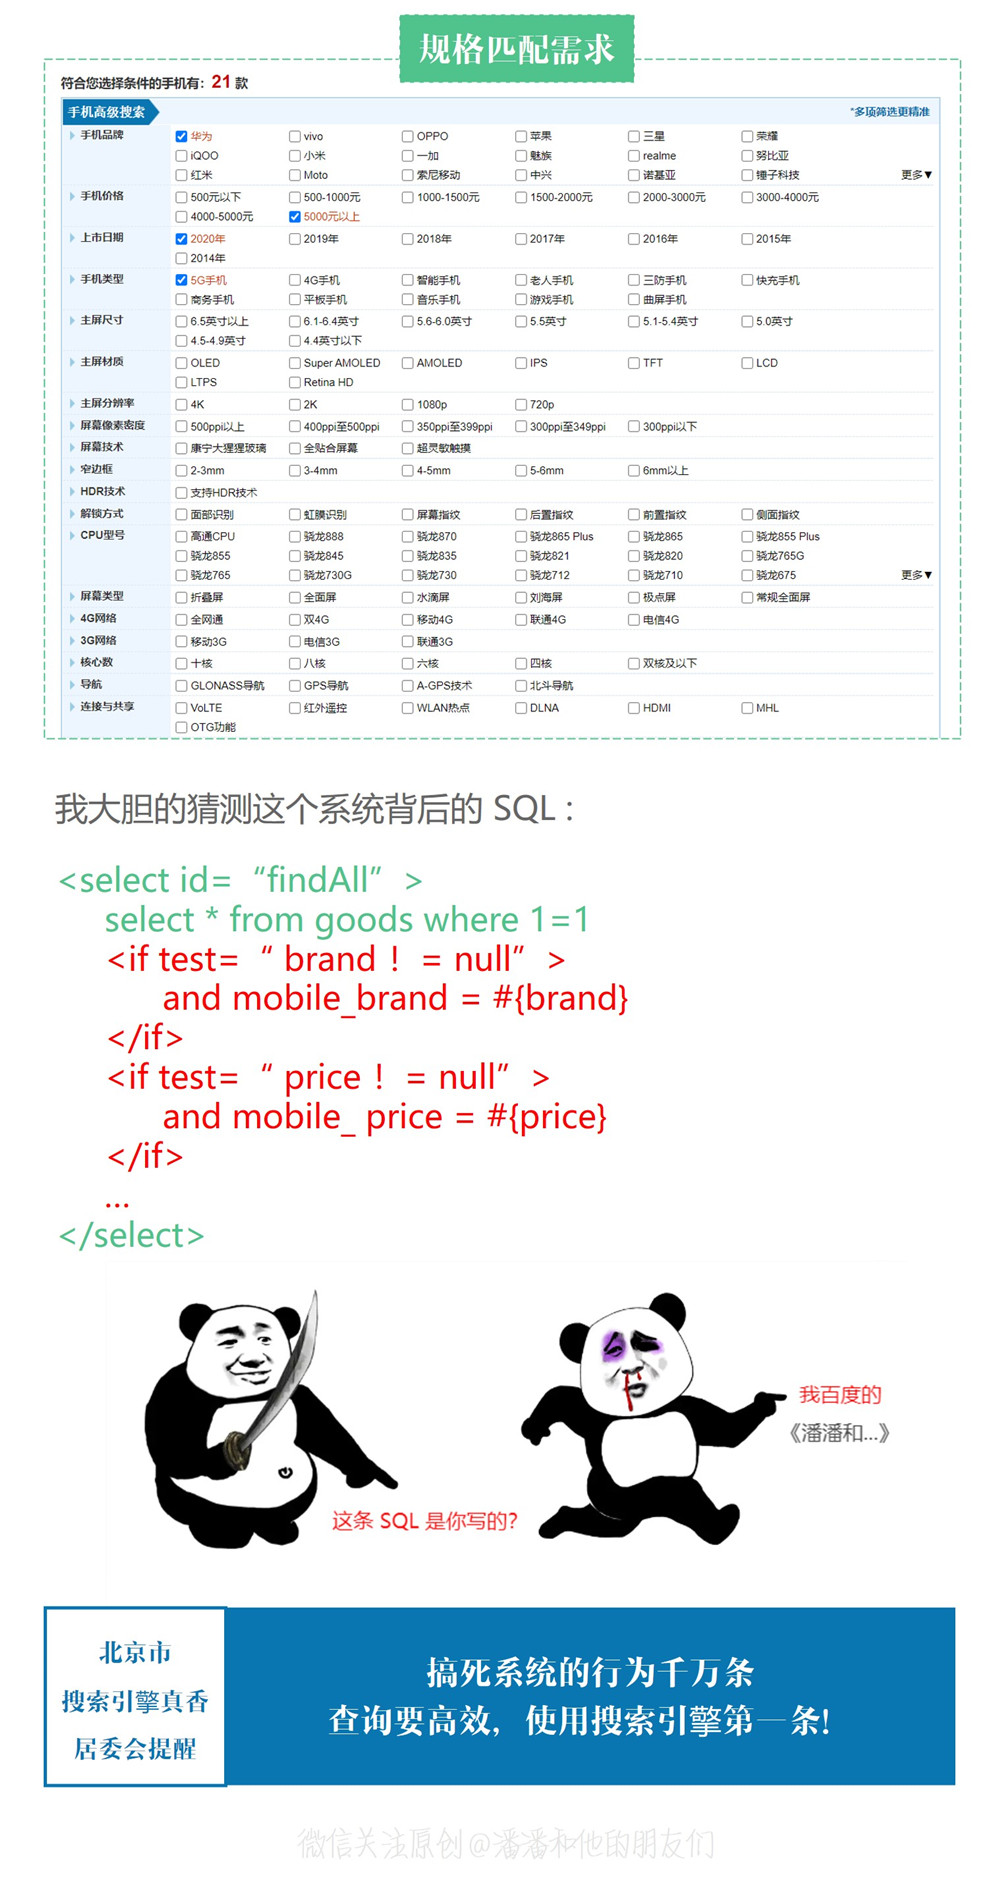 规格匹配需求
符合您选择条件的手机有: 21 款
手机高级搜索 *多项筛选更精准
手机品牌 华为 vivo OPPO 苹果 三星 荣耀
iQOO 小米 一加 魅族 realme 努比亚
红米 Moto 索尼移动 中兴 诺基亚 锤子科技 更多▼
手机价格 500元以下 500-1000元 1000-1500元 1500-2000元 2000-3000元 3000-4000元
4000-5000元 5000元以上
上市日期 2020年 2019年 2018年 2017年 2016年 2015年
2014年
手机类型 5G手机 4G手机 智能手机 老人手机 三防手机 快充手机
商务手机 平板手机 音乐手机 游戏手机 曲屏手机
主屏尺寸 6.5英寸以上 6.1-6.4英寸 5.6-6.0英寸 5.5英寸 5.1-5.4英寸 5.0英寸
4.5-4.9英寸 4.4英寸以下
主屏材质 OLED Super AMOLED AMOLED IPS TFT LCD
LTPS Retina HD
主屏分辨率 4K 2K 1080p 720p
屏幕像素密度 500ppi以上 400ppi至500ppi 350ppi至399ppi 300ppi至349ppi 300ppi以下
屏幕技术 康宁大猩猩玻璃 全贴合屏幕 超灵敏触摸
窄边框 2-3mm 3-4mm 4-5mm 5-6mm 6mm以上
HDR技术 支持HDR技术
解锁方式 面部识别 虹膜识别 屏幕指纹 后置指纹 前置指纹 侧面指纹
CPU型号 高通CPU 骁龙888 骁龙870 骁龙865 Plus 骁龙865 骁龙855 Plus
骁龙855 骁龙845 骁龙835 骁龙821 骁龙820 骁龙765G
骁龙765 骁龙730G 骁龙730 骁龙712 骁龙710 骁龙675 更多▼
屏幕类型 折叠屏 全面屏 水滴屏 刘海屏 极点屏 常规全面屏
4G网络 全网通 双4G 移动4G 联通4G 电信4G
3G网络 移动3G 电信3G 联通3G
核心数 十核 八核 六核 四核 双核及以下
导航 GLONASS导航 GPS导航 A-GPS技术 北斗导航
连接与共享 VoLTE 红外遥控 WLAN热点 DLNA HDMI MHL
OTG功能
我大胆的猜测这个系统背后的 SQL：
<select id=“findAll”>
select * from goods where 1=1
<if test=“ brand！= null”>
and mobile_brand = #{brand}
</if>
<if test=“ price！= null”>
and mobile_ price = #{price}
</if>
...
</select>
我百度的
《潘潘和...》
这条 SQL 是你写的?
北京市
搜索引擎真香
居委会提醒
搞死系统的行为千万条
查询要高效，使用搜索引擎第一条!
微信关注原创@潘潘和他的朋友们